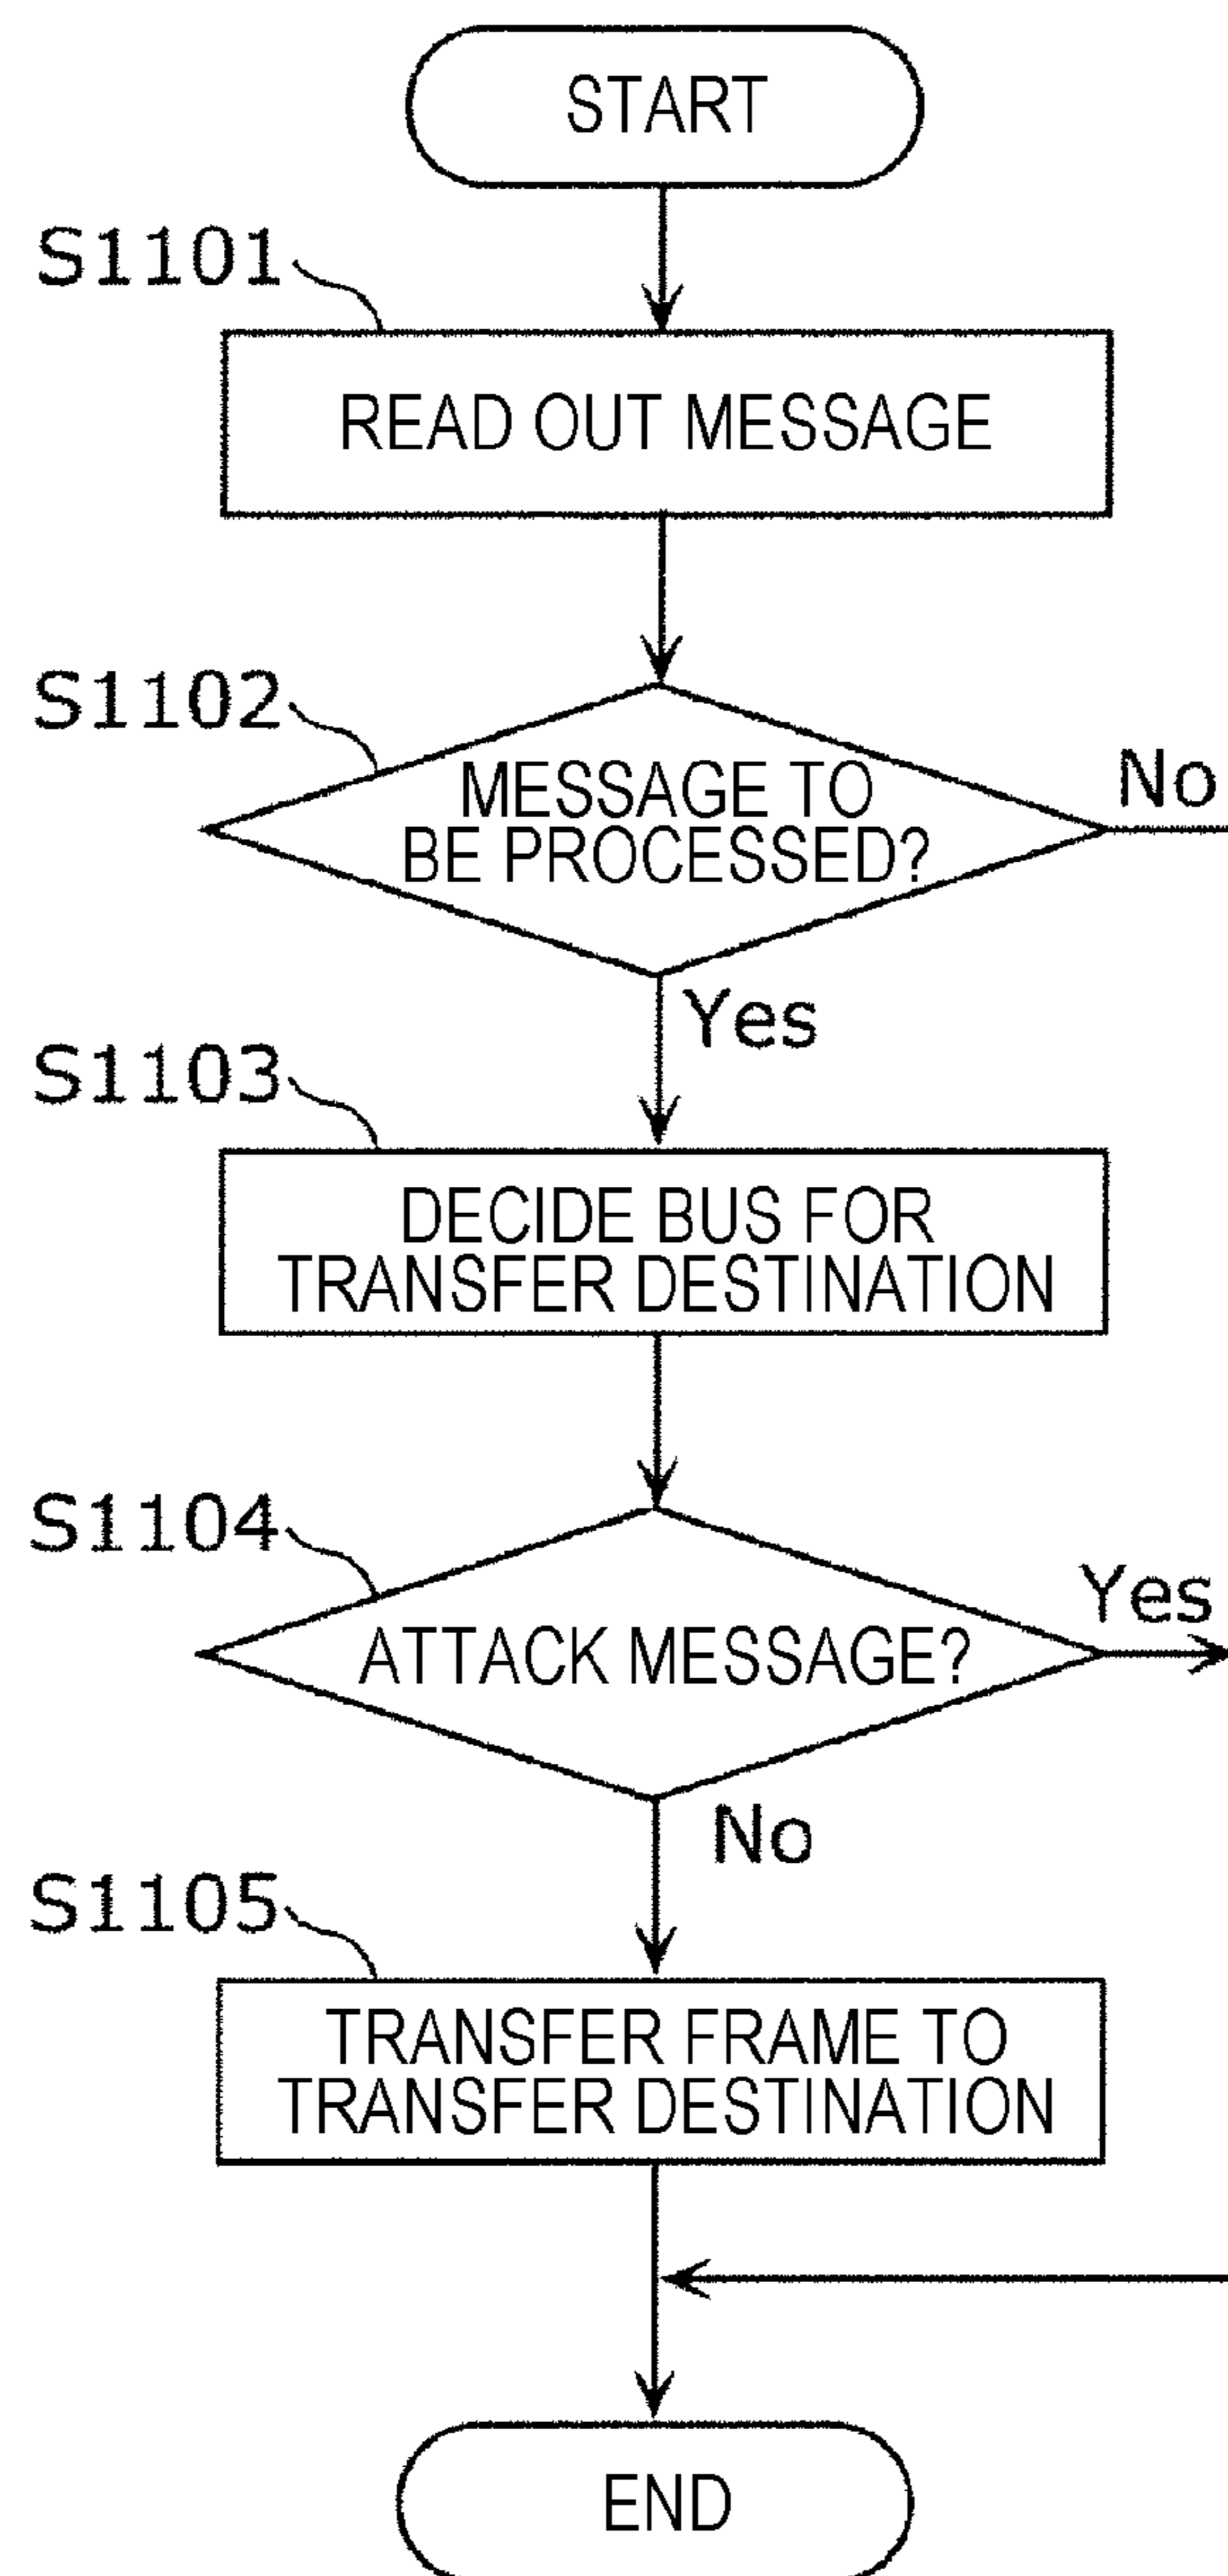 START
S1101
READ OUT MESSAGE
S1102
MESSAGE TO
BE PROCESSED?
No
Yes
S1103
DECIDE BUS FOR
TRANSFER DESTINATION
S1104
ATTACK MESSAGE?
Yes
No
S1105
TRANSFER FRAME TO
TRANSFER DESTINATION
END